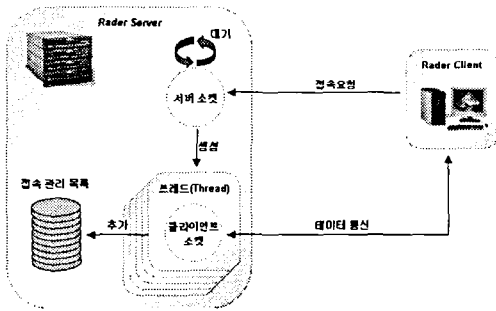 Rader Server
대기
Rader Client
서버 소켓
접속요청
생성
접속 관리 목록
쓰레드(Thread)
추가
클라이언트
소켓
데이터 통신